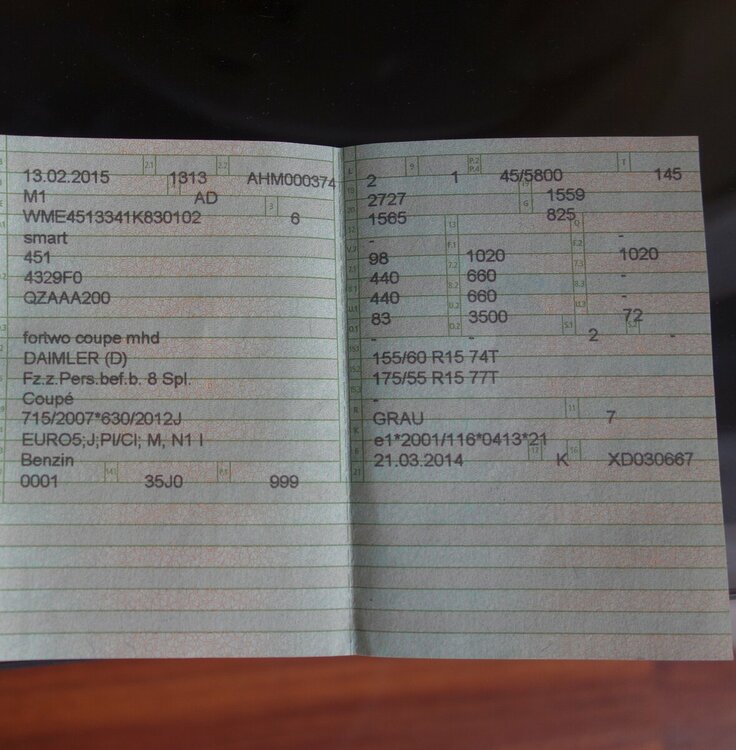 13.02.2015 1313 AHM000374
M1 AD
WME4513341K830102 6
smart
451
4329F0
QZAAA200
fortwo coupe mhd
DAIMLER (D)
Fz.z.Pers.bef.b. 8 Spl.
Coupé
715/2007*630/2012J
EURO5;J;PI/CI; M, N1 I
Benzin
0001 35J0 999
2 1 45/5800 145
2727 1559
1565 825
- -
98 1020 1020
440 660 -
440 660 -
83 3500 72
- - 2 -
155/60 R15 74T
175/55 R15 77T
-
GRAU 7
e1*2001/116*0413*21
21.03.2014 K XD030667